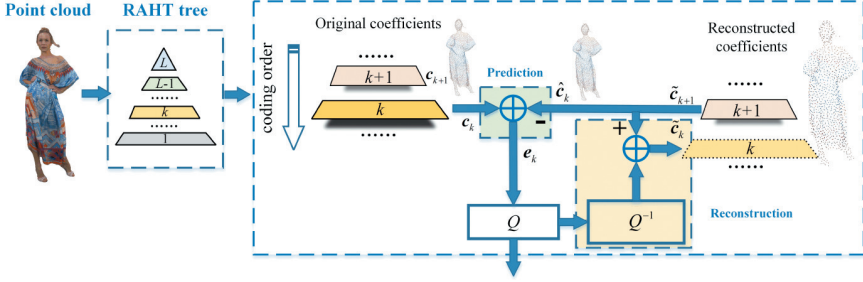 Point cloud
RAHT tree
L
L-1
......
k
......
1
coding order
Original coefficients
......
k+1
c_{k+1}
k
......
c_k
Prediction
ĉ_k
-
e_k
Q
Q^{-1}
+
c̃_{k+1}
c̃_k
Reconstructed
coefficients
......
k+1
k
......
Reconstruction